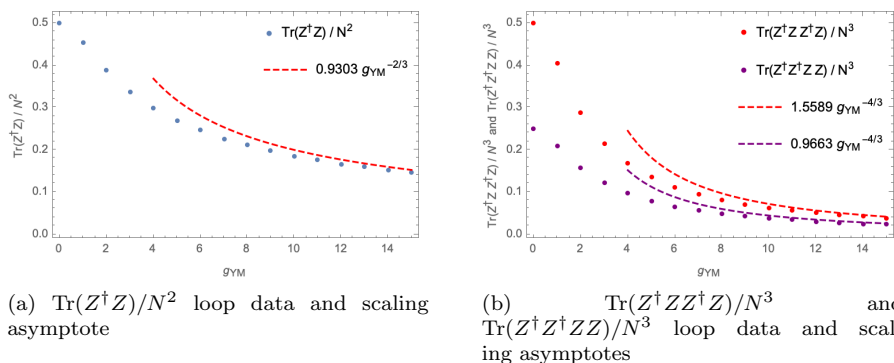 Tr(Z†Z) / N²
0.9303 gYM^-2/3
Tr(Z†Z) / N²
0.5
0.4
0.3
0.2
0.1
0.0
0 2 4 6 8 10 12 14
gYM
(a) Tr(Z†Z)/N² loop data and scaling
asymptote
Tr(Z†Z Z†Z) / N³
Tr(Z†Z†Z Z) / N³
1.5589 gYM^-4/3
0.9663 gYM^-4/3
Tr(Z†Z Z†Z) / N³ and Tr(Z†Z†Z Z) / N³
0.5
0.4
0.3
0.2
0.1
0.0
0 2 4 6 8 10 12 14
gYM
(b) Tr(Z†ZZ†Z)/N³ and
Tr(Z†Z†ZZ)/N³ loop data and scal
ing asymptotes